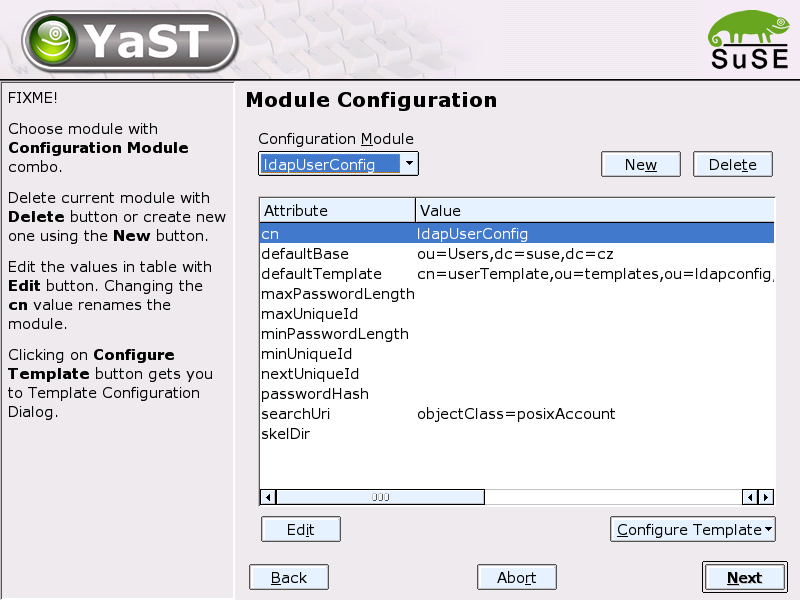 YaST
SuSE
FIXME!
Choose module with
Configuration Module
combo.
Delete current module with
Delete button or create new
one using the New button.
Edit the values in table with
Edit button. Changing the
cn value renames the
module.
Clicking on Configure
Template button gets you
to Template Configuration
Dialog.
Module Configuration
Configuration Module
ldapUserConfig
New
Delete
Attribute Value
cn ldapUserConfig
defaultBase ou=Users,dc=suse,dc=cz
defaultTemplate cn=userTemplate,ou=templates,ou=ldapconfig,
maxPasswordLength
maxUniqueId
minPasswordLength
minUniqueId
nextUniqueId
passwordHash
searchUri objectClass=posixAccount
skelDir
Edit
Configure Template
Back
Abort
Next